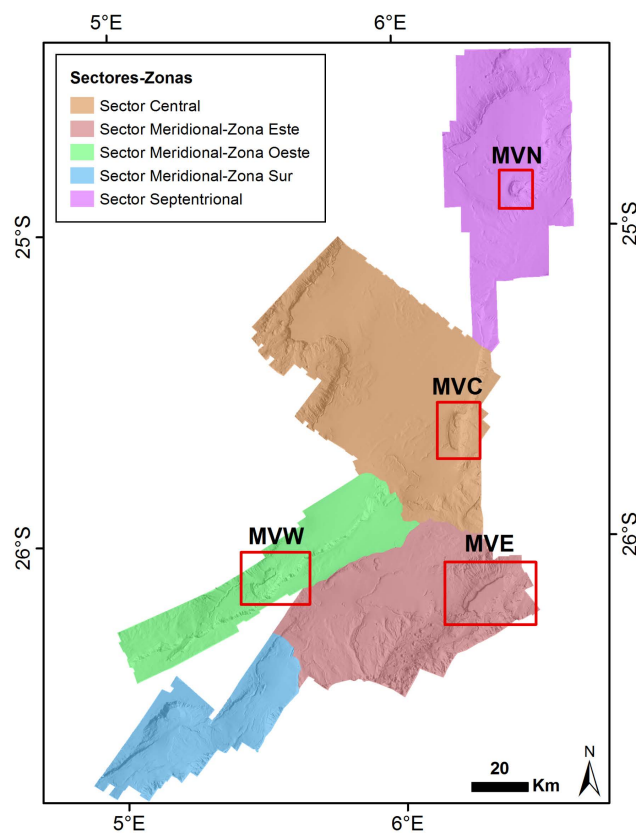 5°E 6°E
Sectores-Zonas
Sector Central
Sector Meridional-Zona Este
Sector Meridional-Zona Oeste
Sector Meridional-Zona Sur
Sector Septentrional
MVN
25°S 25°S
MVC
MVW MVE
26°S 26°S
N
20
Km
5°E 6°E